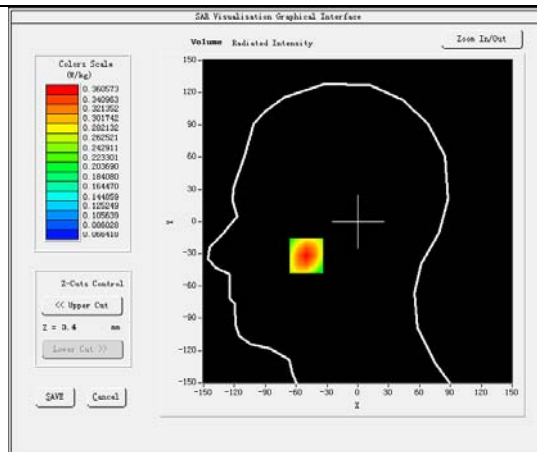 SAR Visualisation Graphical Interface
Volume Radiated Intensity
Zoom In/Out
Colors Scale
(W/kg)
0.360573
0.340963
0.321352
0.301742
0.282132
0.262521
0.242911
0.223301
0.203690
0.184080
0.164470
0.144859
0.125249
0.105639
0.086028
0.066418
Z-Cuts Control
<< Upper Cut
Z = 3.4 mm
Lower Cut >>
SAVE Cancel
150
120
90
60
30
0
-30
-60
-90
-120
-150
Y
-150 -120 -90 -60 -30 0 30 60 90 120 150
X